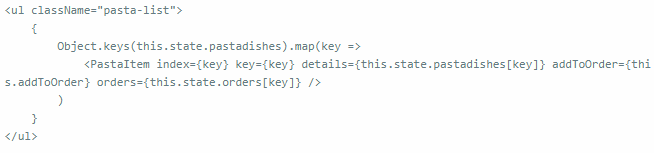 <ul className="pasta-list">
    {
        Object.keys(this.state.pastadishes).map(key =>
            <PastaItem index={key} key={key} details={this.state.pastadishes[key]} addToOrder={thi
s.addToOrder} orders={this.state.orders[key]} />
        )
    }
</ul>